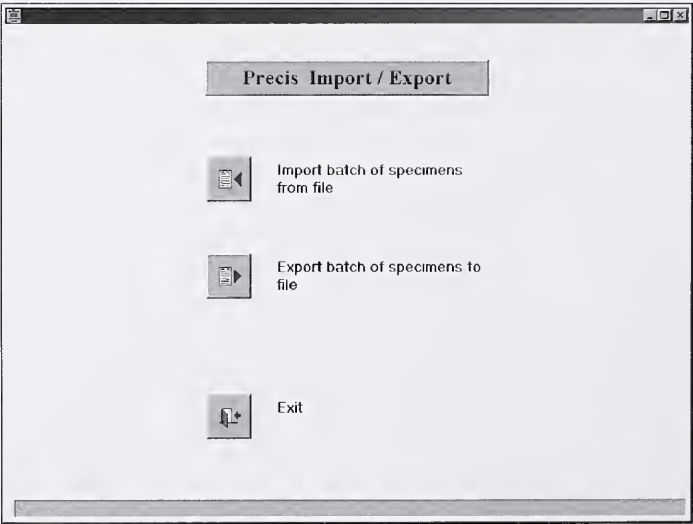 Precis Import / Export
Import batch of specimens
from file
Export batch of specimens to
file
Exit